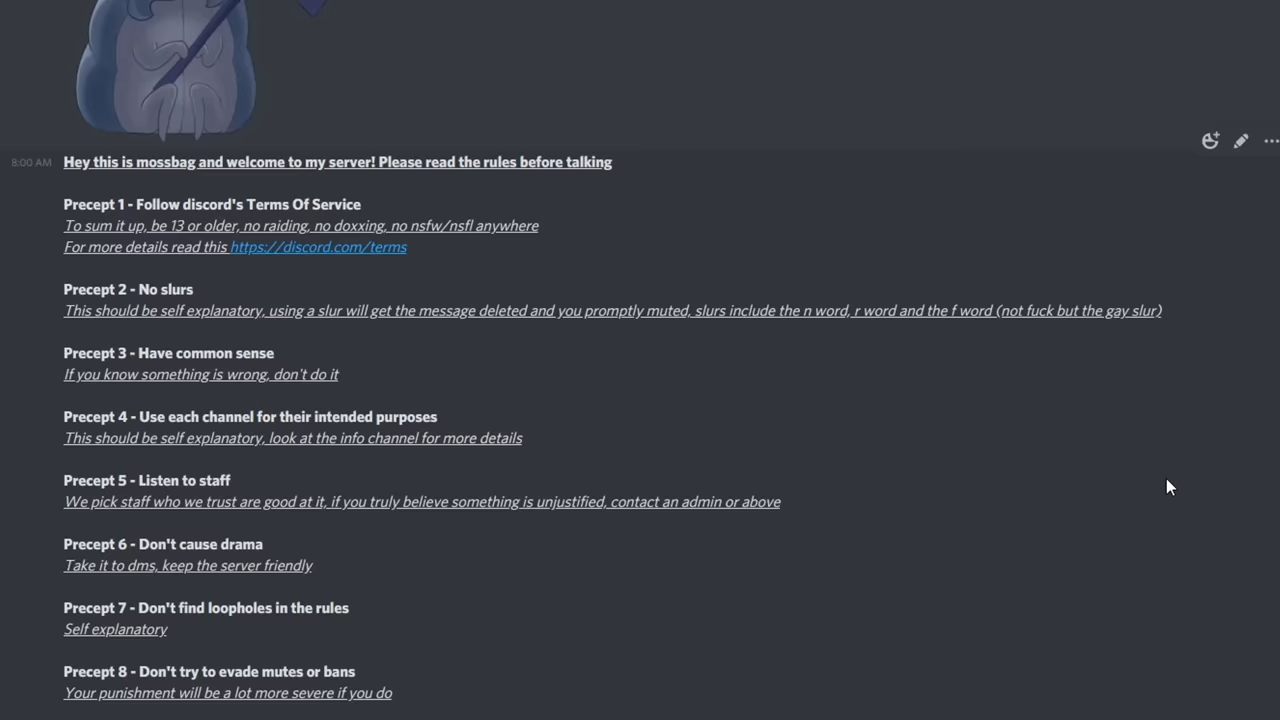 8:00 AM Hey this is mossbag and welcome to my server! Please read the rules before talking
Precept 1 - Follow discord's Terms Of Service
To sum it up, be 13 or older, no raiding, no doxxing, no nsfw/nsfl anywhere
For more details read this https://discord.com/terms
Precept 2 - No slurs
This should be self explanatory, using a slur will get the message deleted and you promptly muted, slurs include the n word, r word and the f word (not fuck but the gay slur)
Precept 3 - Have common sense
If you know something is wrong, don't do it
Precept 4 - Use each channel for their intended purposes
This should be self explanatory, look at the info channel for more details
Precept 5 - Listen to staff
We pick staff who we trust are good at it, if you truly believe something is unjustified, contact an admin or above
Precept 6 - Don't cause drama
Take it to dms, keep the server friendly
Precept 7 - Don't find loopholes in the rules
Self explanatory
Precept 8 - Don't try to evade mutes or bans
Your punishment will be a lot more severe if you do